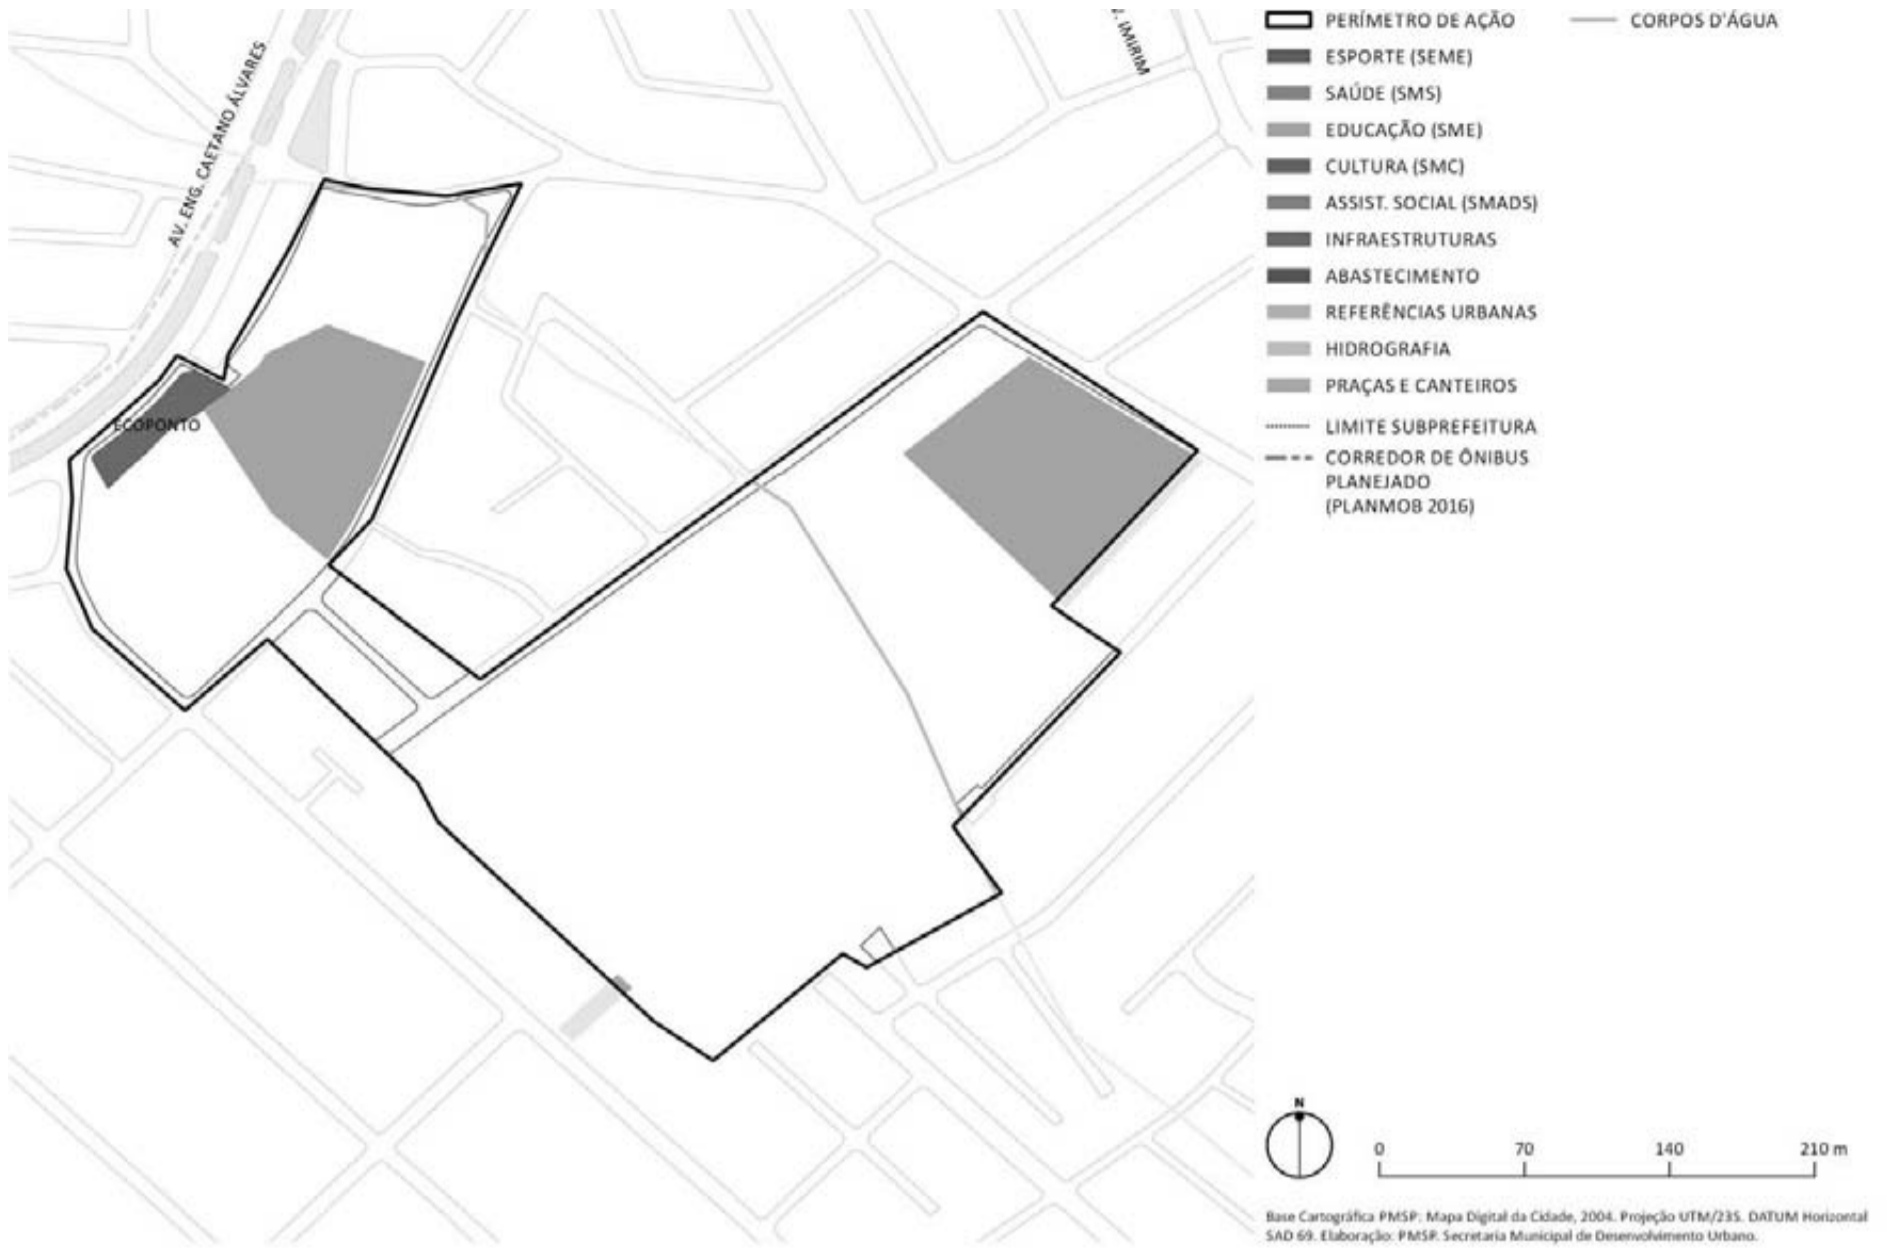 AV. ENG. CAETANO ÁLVARES
V. IMIRIM
ECOPONTO
PERÍMETRO DE AÇÃO
CORPOS D'ÁGUA
ESPORTE (SEME)
SAÚDE (SMS)
EDUCAÇÃO (SME)
CULTURA (SMC)
ASSIST. SOCIAL (SMADS)
INFRAESTRUTURAS
ABASTECIMENTO
REFERÊNCIAS URBANAS
HIDROGRAFIA
PRAÇAS E CANTEIROS
LIMITE SUBPREFEITURA
CORREDOR DE ÔNIBUS
PLANEJADO
(PLANMOB 2016)
N
0 70 140 210 m
Base Cartográfica PMSP: Mapa Digital da Cidade, 2004. Projeção UTM/23S. DATUM Horizontal
SAD 69. Elaboração: PMSP. Secretaria Municipal de Desenvolvimento Urbano.